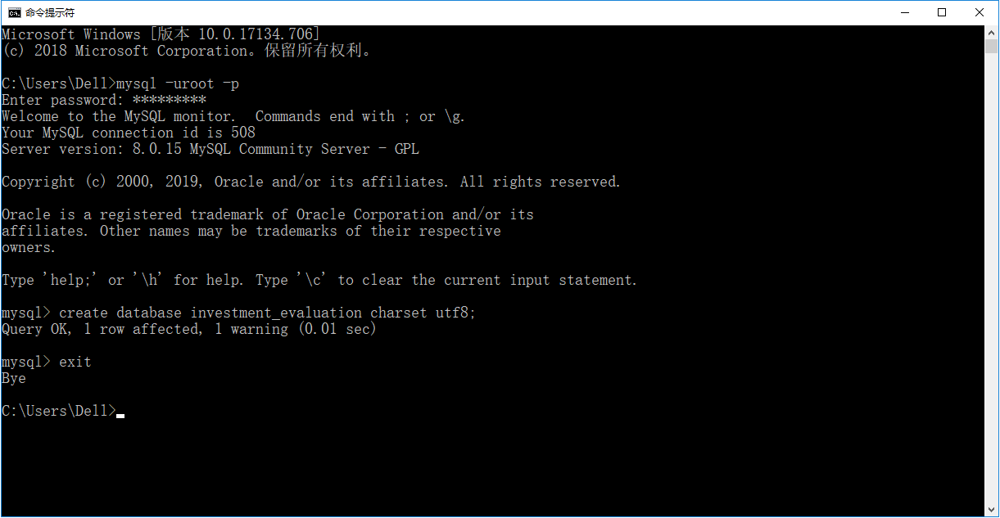 命令提示符
Microsoft Windows [版本 10.0.17134.706]
(c) 2018 Microsoft Corporation。保留所有权利。
C:\Users\Dell>mysql -uroot -p
Enter password: *********
Welcome to the MySQL monitor.  Commands end with ; or \g.
Your MySQL connection id is 508
Server version: 8.0.15 MySQL Community Server - GPL
Copyright (c) 2000, 2019, Oracle and/or its affiliates. All rights reserved.
Oracle is a registered trademark of Oracle Corporation and/or its
affiliates. Other names may be trademarks of their respective
owners.
Type 'help;' or '\h' for help. Type '\c' to clear the current input statement.
mysql> create database investment_evaluation charset utf8;
Query OK, 1 row affected, 1 warning (0.01 sec)
mysql> exit
Bye
C:\Users\Dell>